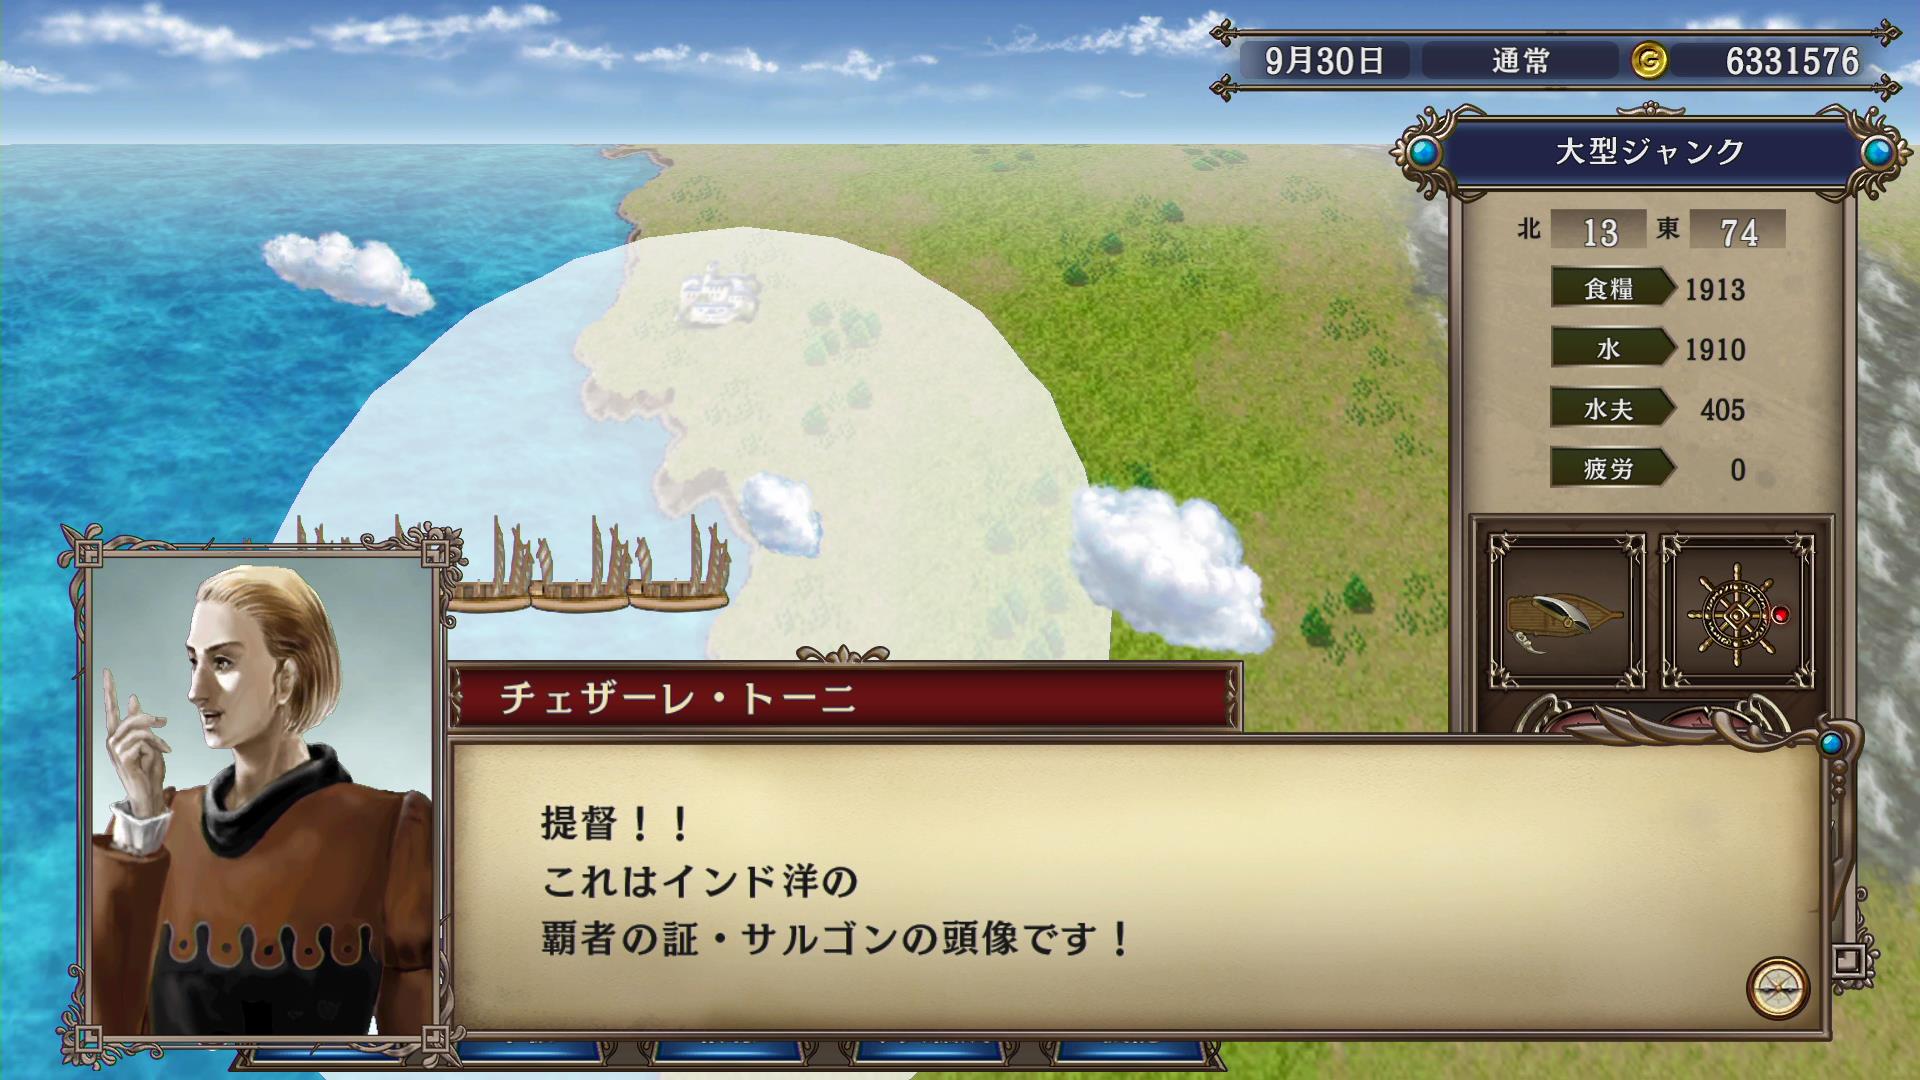 9月30日 通常 6331576
大型ジャンク
北 13 東 74
食糧 1913
水 1910
水夫 405
疲労 0
チェザーレ・トーニ
提督！！
これはインド洋の
覇者の証・サルゴンの頭像です！